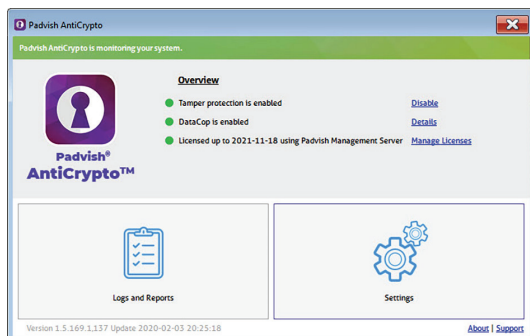 Padvish AntiCrypto
Padvish AntiCrypto is monitoring your system.
Overview
Tamper protection is enabled Disable
DataCop is enabled Details
Licensed up to 2021-11-18 using Padvish Management Server Manage Licenses
Padvish®
AntiCrypto™
Logs and Reports Settings
Version 1.5.169.1,137 Update 2020-02-03 20:25:18 About | Support